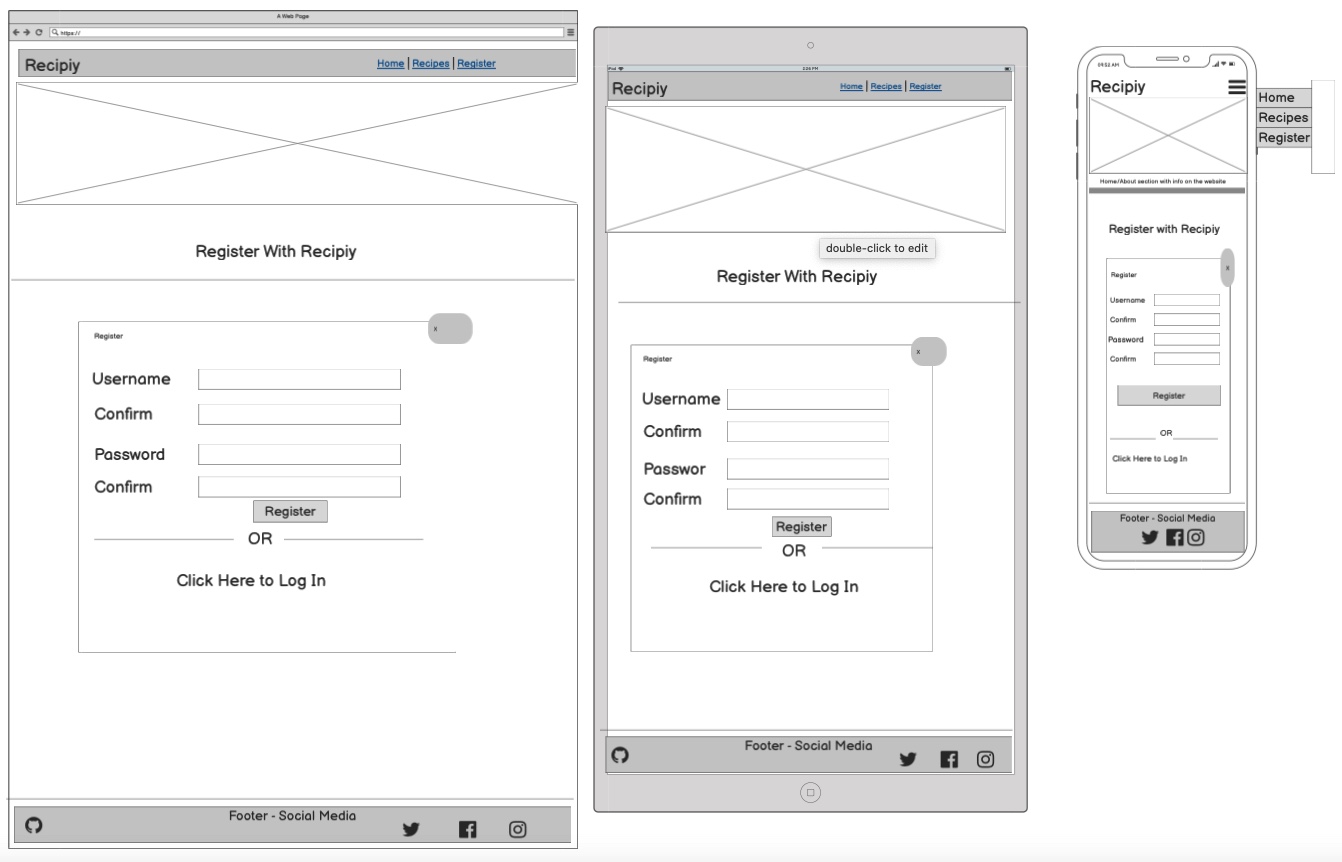 A Web Page
https://
Recipiy
Home | Recipes | Register
Register With Recipiy
Register
x
Username
Confirm
Password
Confirm
Register
OR
Click Here to Log In
Footer - Social Media
iPad
3:26 PM
Recipiy
Home | Recipes | Register
double-click to edit
Register With Recipiy
Register
x
Username
Confirm
Passwor
Confirm
Register
OR
Click Here to Log In
Footer - Social Media
09:52 AM
Recipiy
Home
Recipes
Register
Home/About section with info on the website
Register with Recipiy
Register
x
Username
Confirm
Password
Confirm
Register
OR
Click Here to Log In
Footer - Social Media